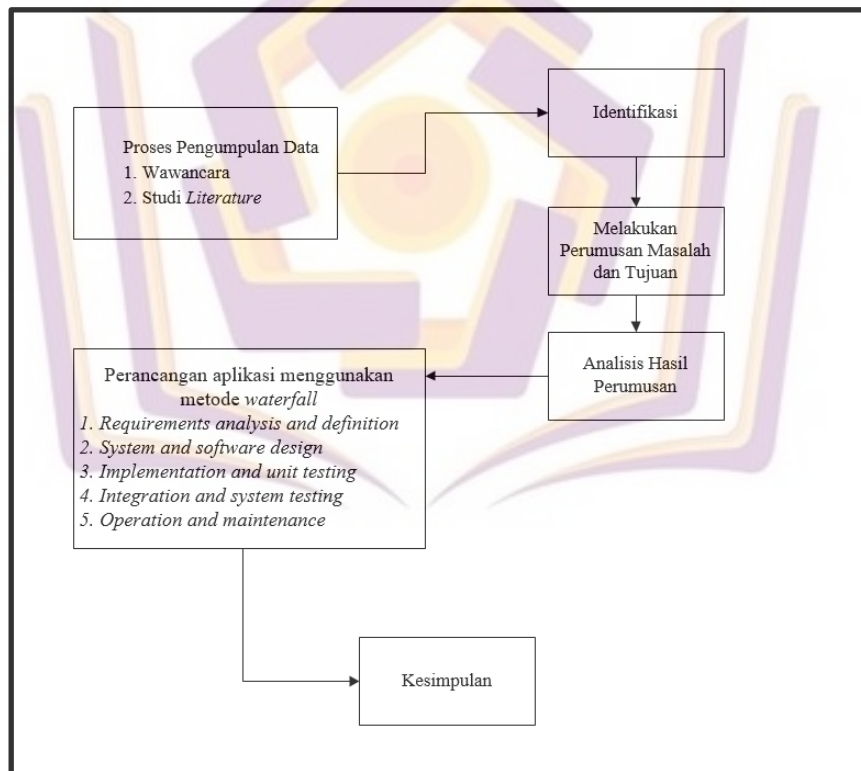 Proses Pengumpulan Data
1. Wawancara
2. Studi Literature
Identifikasi
Melakukan
Perumusan Masalah
dan Tujuan
Analisis Hasil
Perumusan
Perancangan aplikasi menggunakan
metode waterfall
1. Requirements analysis and definition
2. System and software design
3. Implementation and unit testing
4. Integration and system testing
5. Operation and maintenance
Kesimpulan